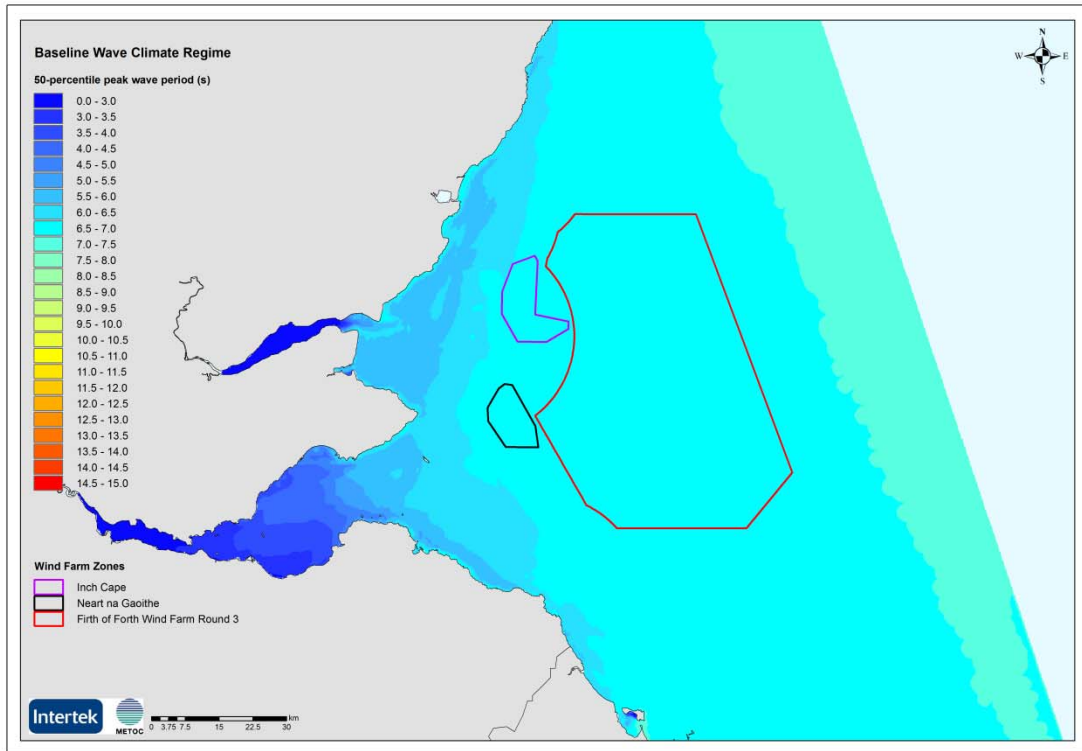 Baseline Wave Climate Regime
50-percentile peak wave period (s)
0.0 - 3.0
3.0 - 3.5
3.5 - 4.0
4.0 - 4.5
4.5 - 5.0
5.0 - 5.5
5.5 - 6.0
6.0 - 6.5
6.5 - 7.0
7.0 - 7.5
7.5 - 8.0
8.0 - 8.5
8.5 - 9.0
9.0 - 9.5
9.5 - 10.0
10.0 - 10.5
10.5 - 11.0
11.0 - 11.5
11.5 - 12.0
12.0 - 12.5
12.5 - 13.0
13.0 - 13.5
13.5 - 14.0
14.0 - 14.5
14.5 - 15.0
N
W E
S
Wind Farm Zones
Inch Cape
Neart na Gaoithe
Firth of Forth Wind Farm Round 3
Intertek
METOC
km
0 3.75 7.5 15 22.5 30